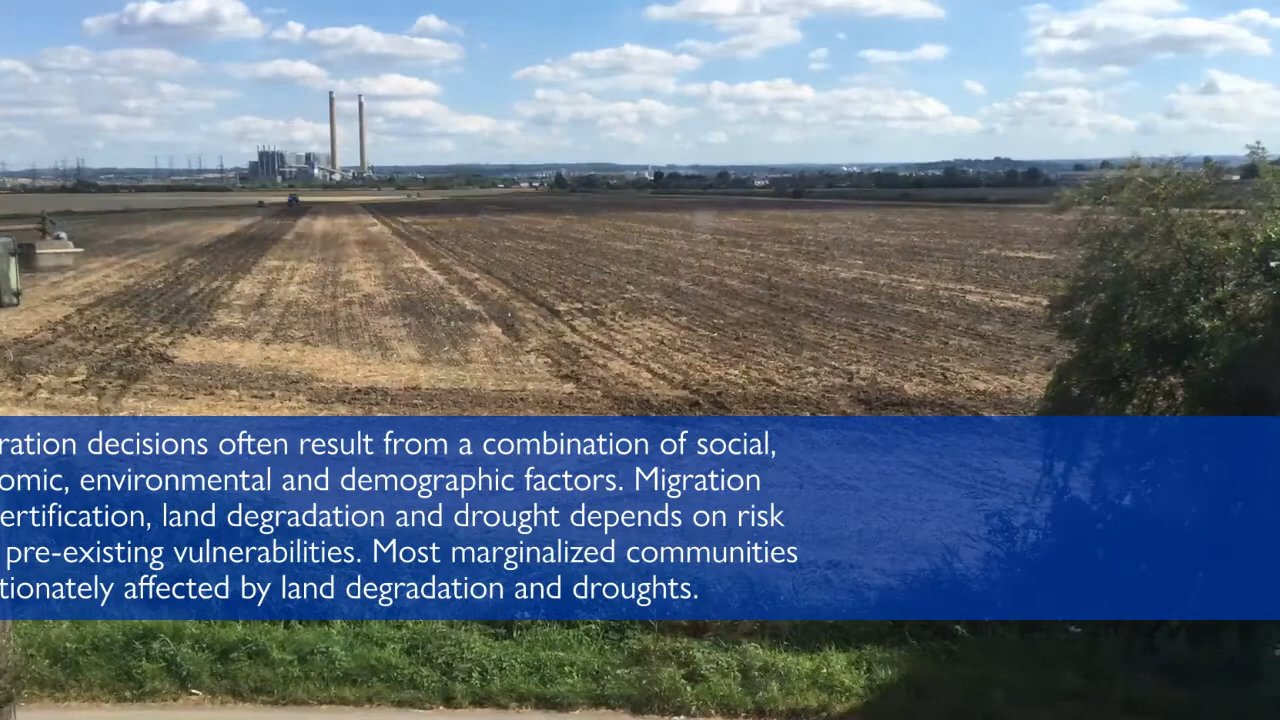 ration decisions often result from a combination of social,
omic, environmental and demographic factors. Migration
ertification, land degradation and drought depends on risk
pre-existing vulnerabilities. Most marginalized communities
tionately affected by land degradation and droughts.